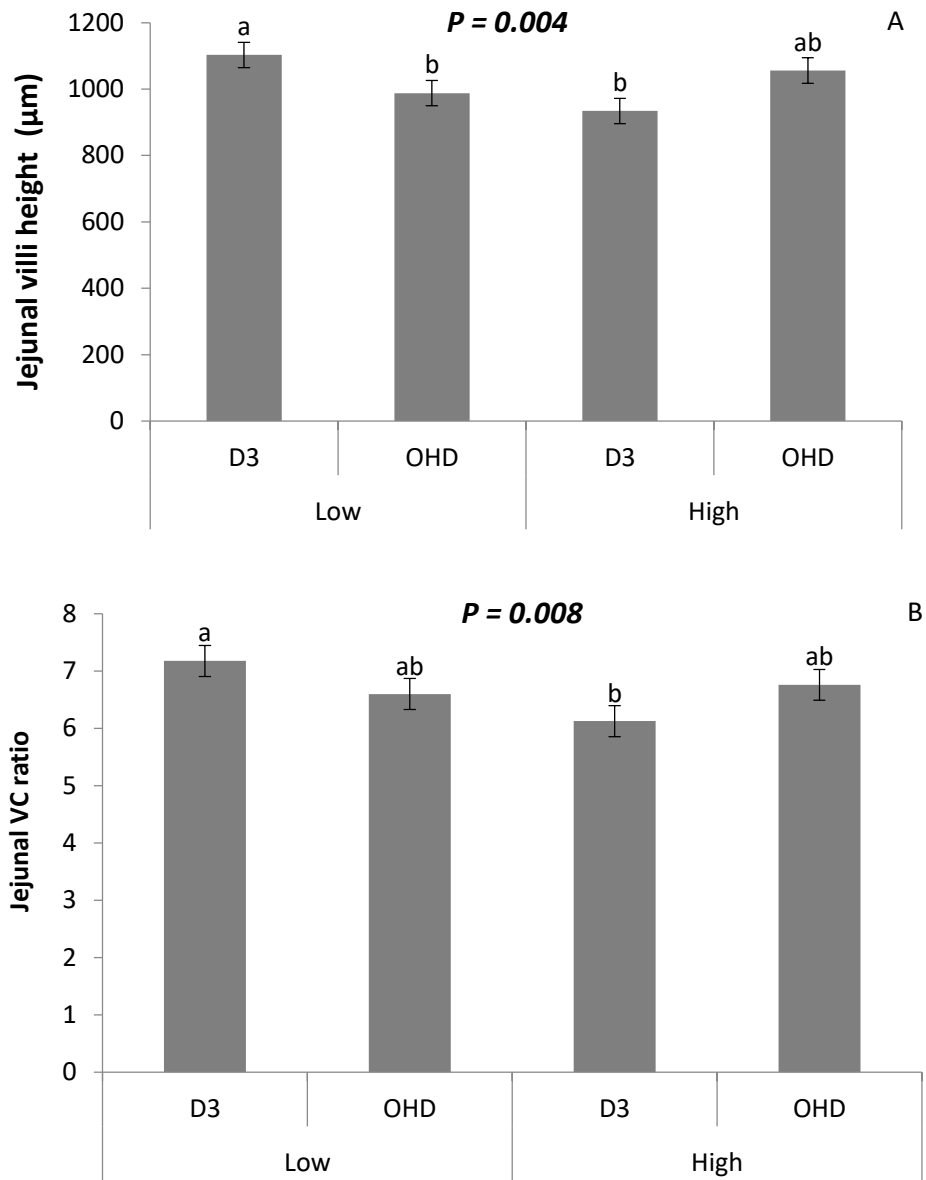 P = 0.004
A
1200
1000
800
600
400
200
0
Jejunal villi height (µm)
a
b
b
ab
D3 OHD D3 OHD
Low High
P = 0.008
B
8
7
6
5
4
3
2
1
0
Jejunal VC ratio
a
ab
b
ab
D3 OHD D3 OHD
Low High